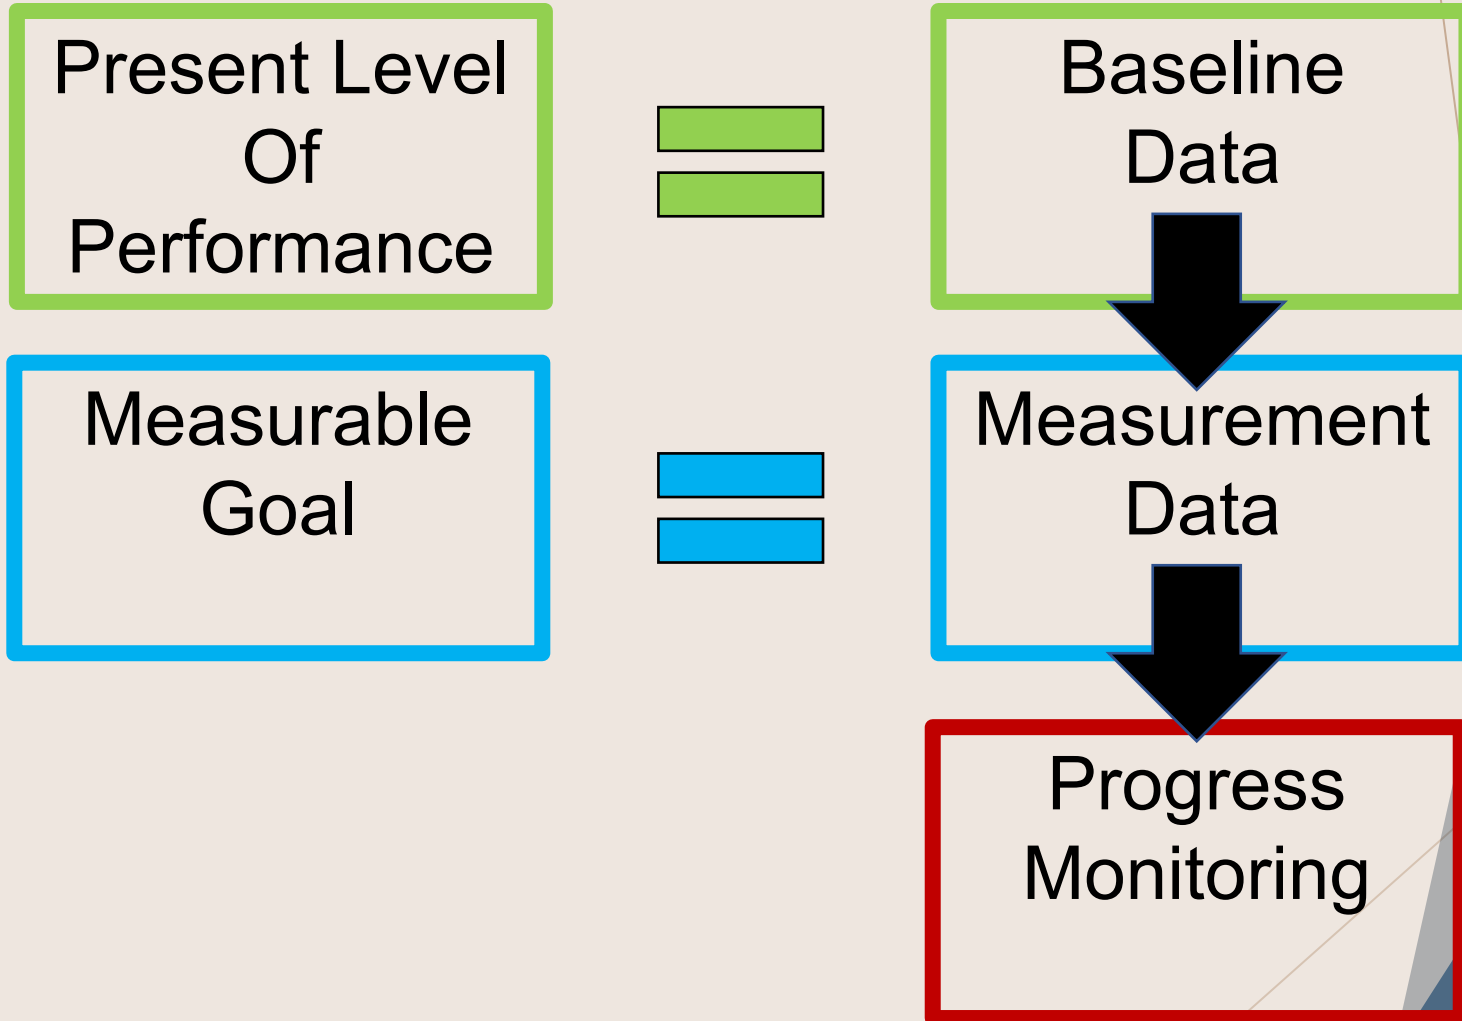 Present Level
Of
Performance
Baseline
Data
Measurable
Goal
Measurement
Data
Progress
Monitoring